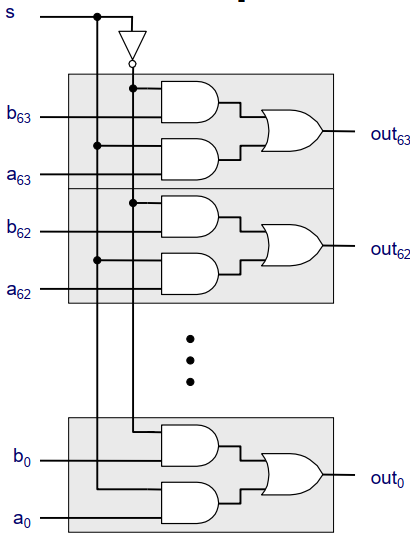 s
b₆₃
out₆₃
a₆₃
b₆₂
out₆₂
a₆₂
b₀
out₀
a₀